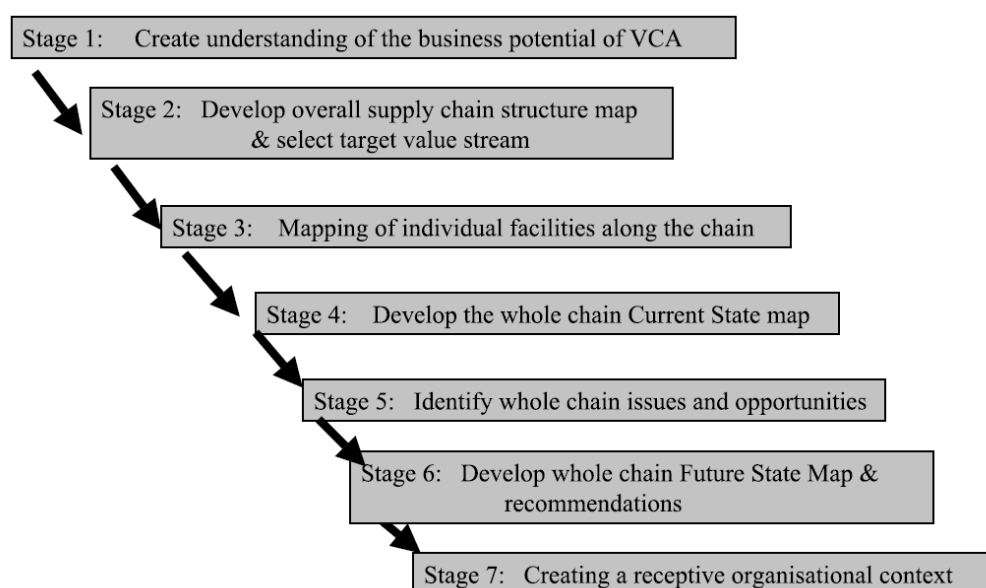 Stage 1: Create understanding of the business potential of VCA
Stage 2: Develop overall supply chain structure map
& select target value stream
Stage 3: Mapping of individual facilities along the chain
Stage 4: Develop the whole chain Current State map
Stage 5: Identify whole chain issues and opportunities
Stage 6: Develop whole chain Future State Map &
recommendations
Stage 7: Creating a receptive organisational context